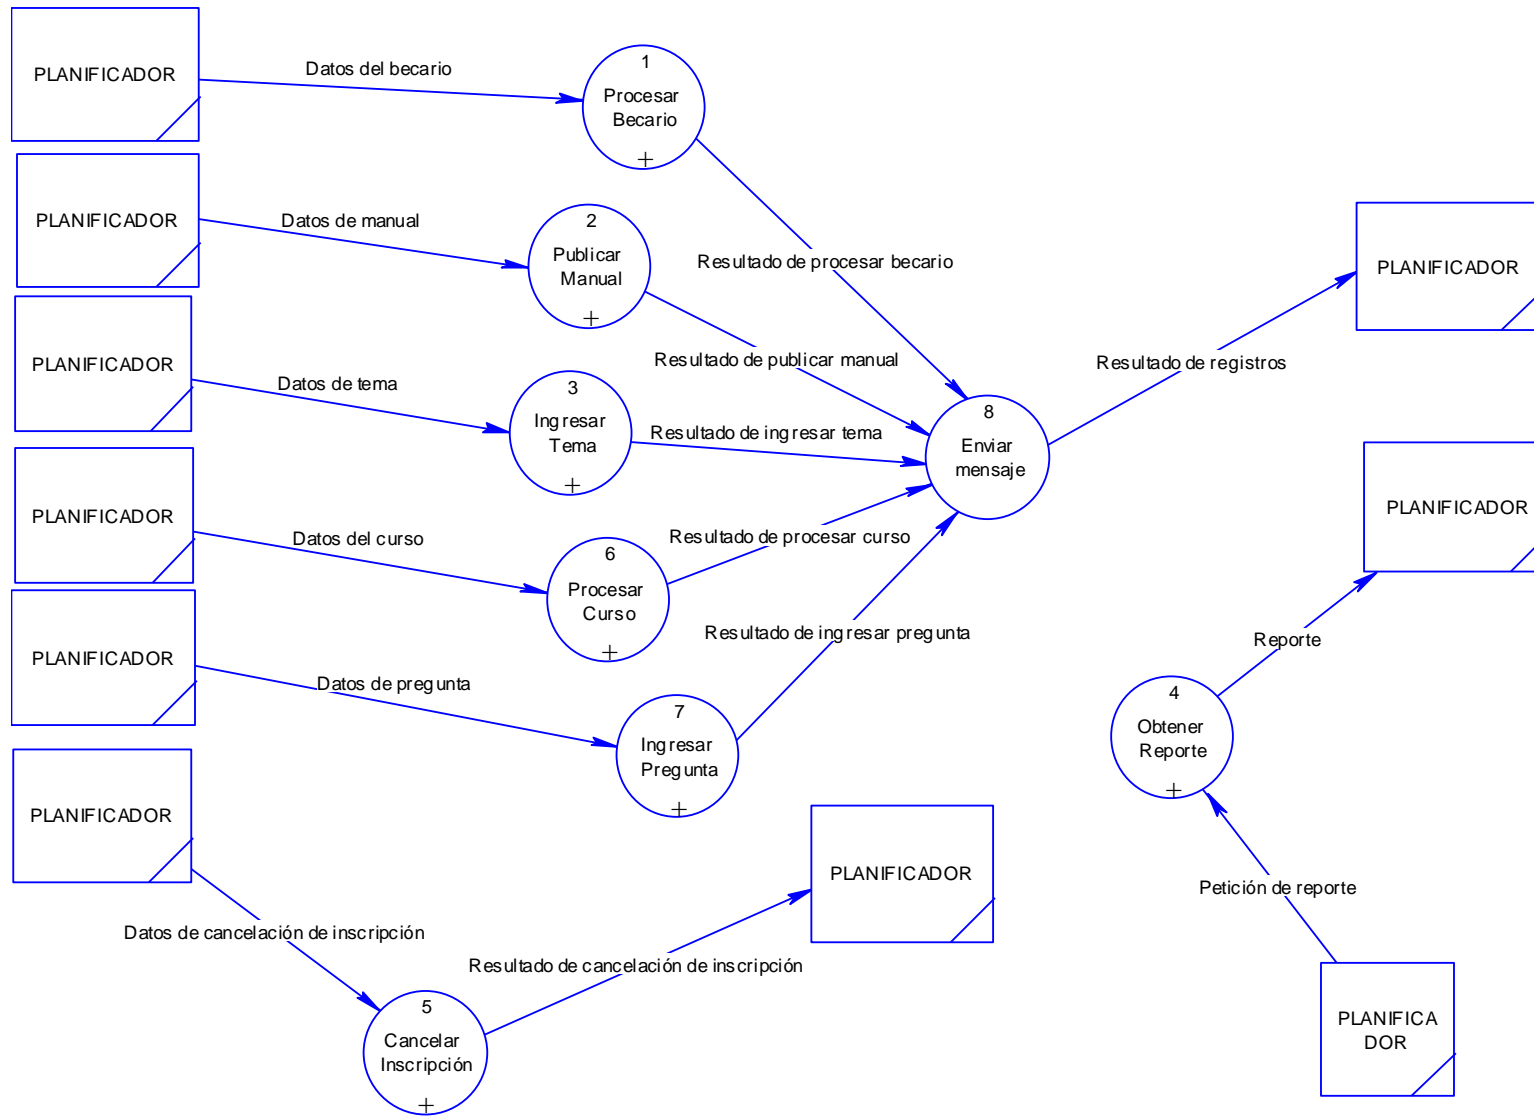 PLANIFICADOR
Datos del becario
1
Procesar
Becario
+
PLANIFICADOR
Datos de manual
2
Publicar
Manual
+
Resultado de procesar becario
PLANIFICADOR
PLANIFICADOR
Datos de tema
3
Ingresar
Tema
+
Resultado de publicar manual
Resultado de ingresar tema
8
Enviar
mensaje
Resultado de registros
PLANIFICADOR
Datos del curso
6
Procesar
Curso
+
Resultado de procesar curso
PLANIFICADOR
PLANIFICADOR
Datos de pregunta
7
Ingresar
Pregunta
+
Resultado de ingresar pregunta
Reporte
4
Obtener
Reporte
+
PLANIFICADOR
Datos de cancelación de inscripción
5
Cancelar
Inscripción
+
Resultado de cancelación de inscripción
PLANIFICADOR
Petición de reporte
PLANIFICA
DOR